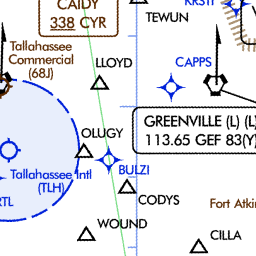 CAIDY
338 CYR
KRSTI
TEWUN
Tallahassee
Commercial
(68J)
LLOYD
CAPPS
GREENVILLE (L) (L)
113.65 GEF 83(Y)
OLUGY
BULZI
Tallahassee Intl
(TLH)
CODYS
RTL
Fort Atkin
WOUND
CILLA